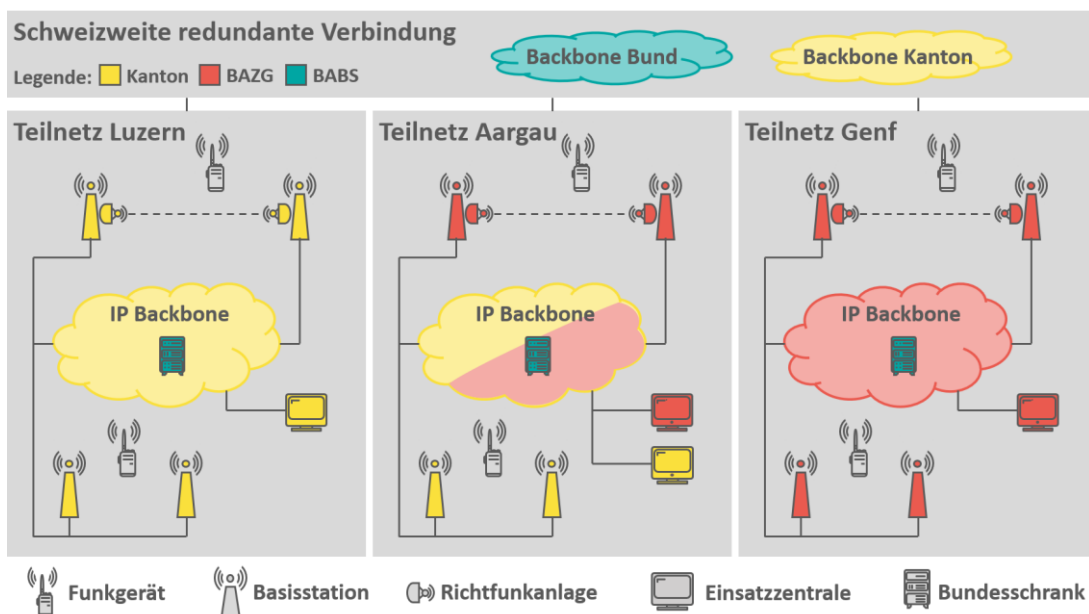 Schweizweite redundante Verbindung
Backbone Bund
Backbone Kanton
Legende: Kanton BAZG BABS
Teilnetz Luzern
Teilnetz Aargau
Teilnetz Genf
IP Backbone
IP Backbone
IP Backbone
Funkgerät
Basisstation
Richtfunkanlage
Einsatzzentrale
Bundesschrank